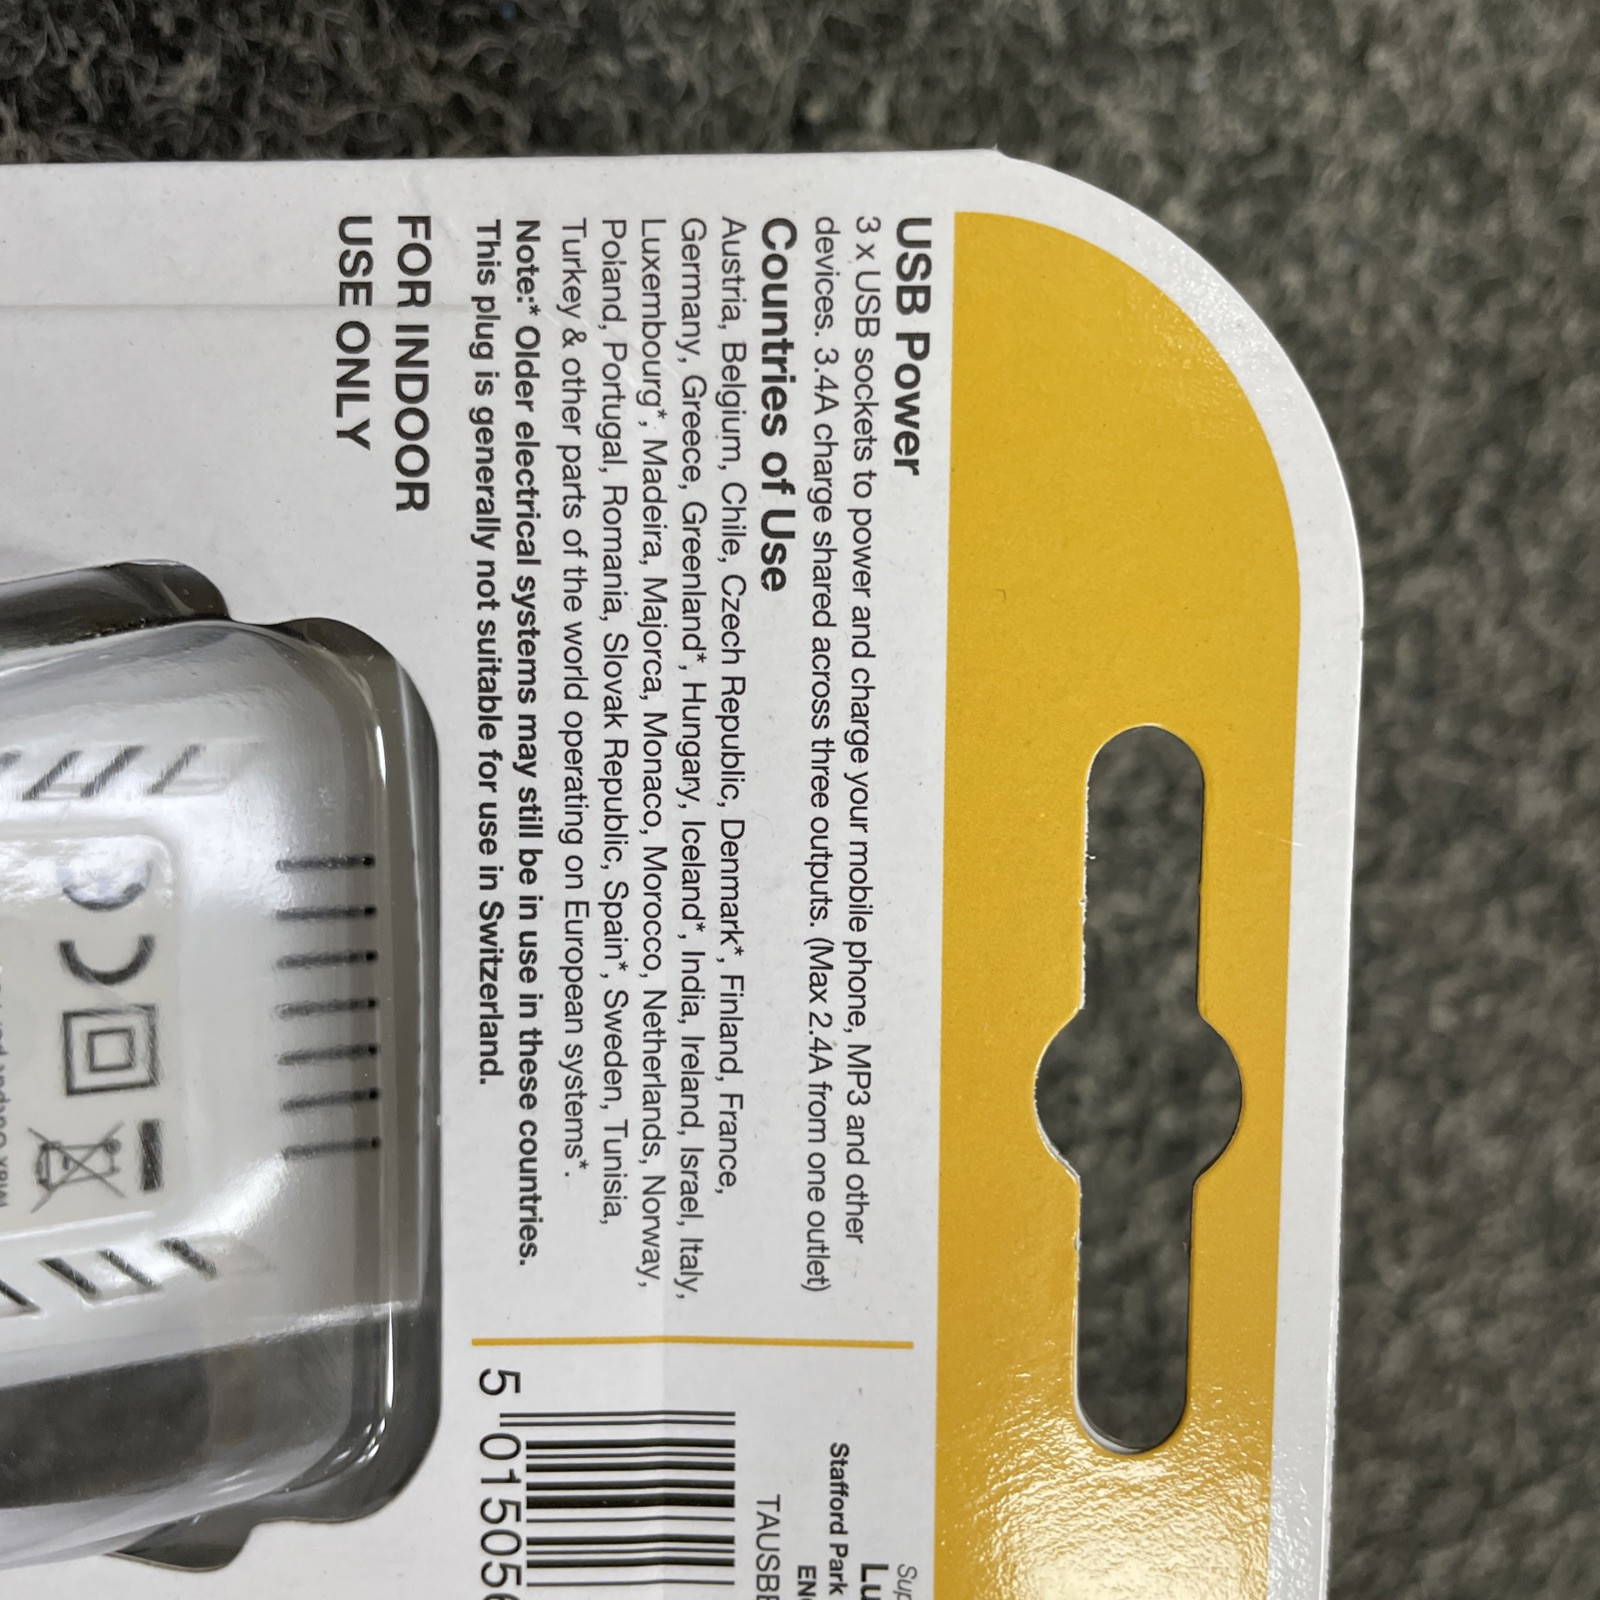 USB Power
3 x USB sockets to power and charge your mobile phone, MP3 and other
devices. 3.4A charge shared across three outputs. (Max 2.4A from one outlet)
Countries of Use
Austria, Belgium, Chile, Czech Republic, Denmark*, Finland, France,
Germany, Greece, Greenland*, Hungary, Iceland*, India, Ireland, Israel, Italy,
Luxembourg*, Madeira, Majorca, Monaco, Morocco, Netherlands, Norway,
Poland, Portugal, Romania, Slovak Republic, Spain*, Sweden, Tunisia,
Turkey & other parts of the world operating on European systems*.
Note:* Older electrical systems may still be in use in these countries.
This plug is generally not suitable for use in Switzerland.
FOR INDOOR
USE ONLY
Stafford Park
5 015056